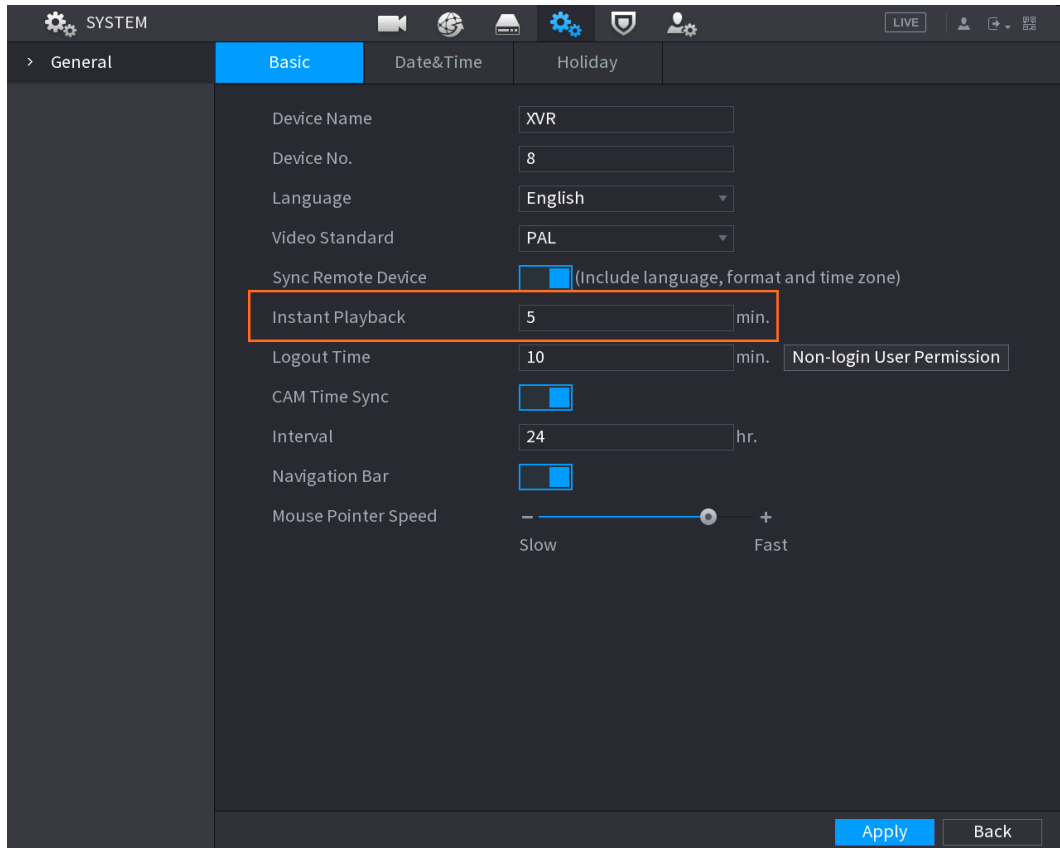 SYSTEM LIVE
> General
Basic Date&Time Holiday
Device Name XVR
Device No. 8
Language English
Video Standard PAL
Sync Remote Device (Include language, format and time zone)
Instant Playback 5 min.
Logout Time 10 min. Non-login User Permission
CAM Time Sync
Interval 24 hr.
Navigation Bar
Mouse Pointer Speed − +
Slow Fast
Apply Back